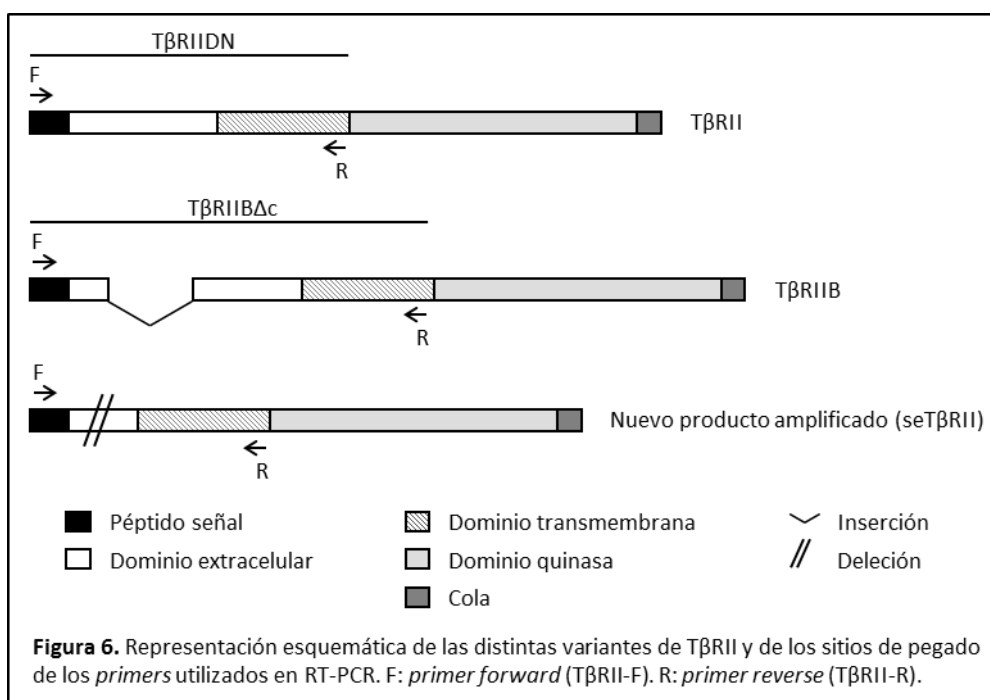 TβRIIDN
F
TβRII
R
TβRIIBΔc
F
TβRIIB
R
F
Nuevo producto amplificado (seTβRII)
R
Péptido señal
Dominio transmembrana
Inserción
Dominio extracelular
Dominio quinasa
Deleción
Cola
Figura 6. Representación esquemática de las distintas variantes de TβRII y de los sitios de pegado
de los primers utilizados en RT-PCR. F: primer forward (TβRII-F). R: primer reverse (TβRII-R).